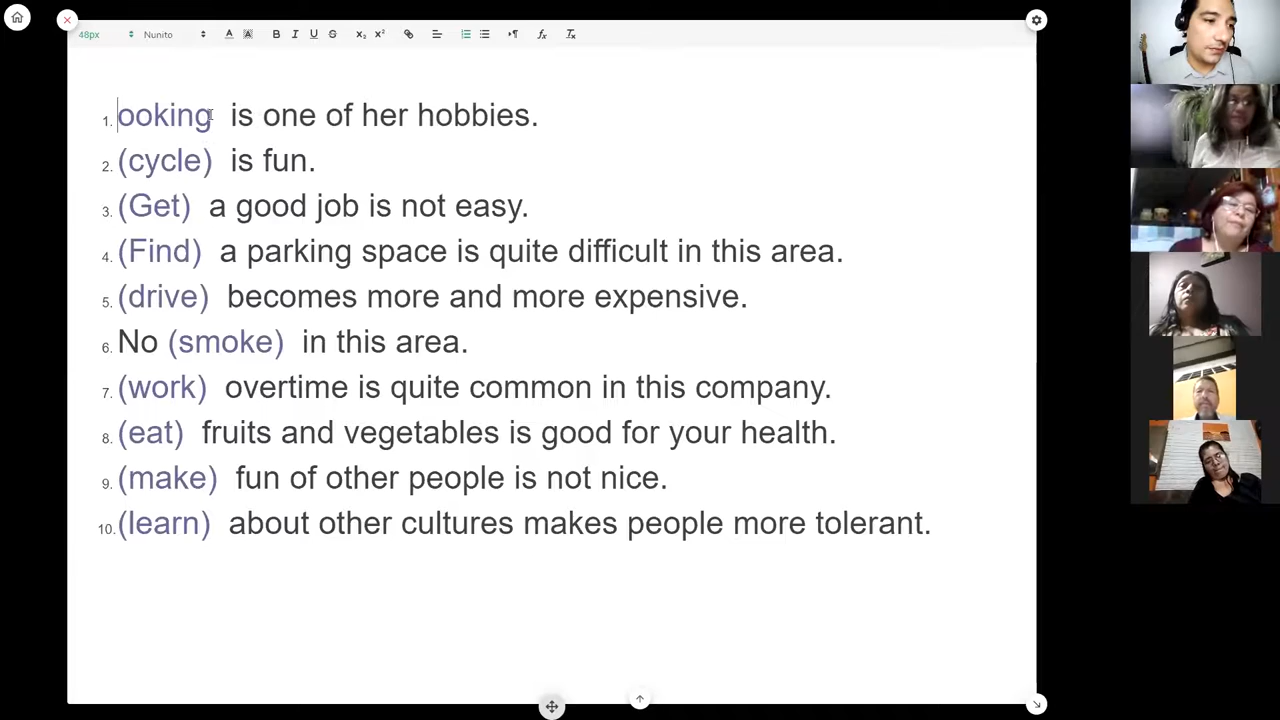 48px Nunito
1. ooking is one of her hobbies.
2. (cycle) is fun.
3. (Get) a good job is not easy.
4. (Find) a parking space is quite difficult in this area.
5. (drive) becomes more and more expensive.
6. No (smoke) in this area.
7. (work) overtime is quite common in this company.
8. (eat) fruits and vegetables is good for your health.
9. (make) fun of other people is not nice.
10. (learn) about other cultures makes people more tolerant.